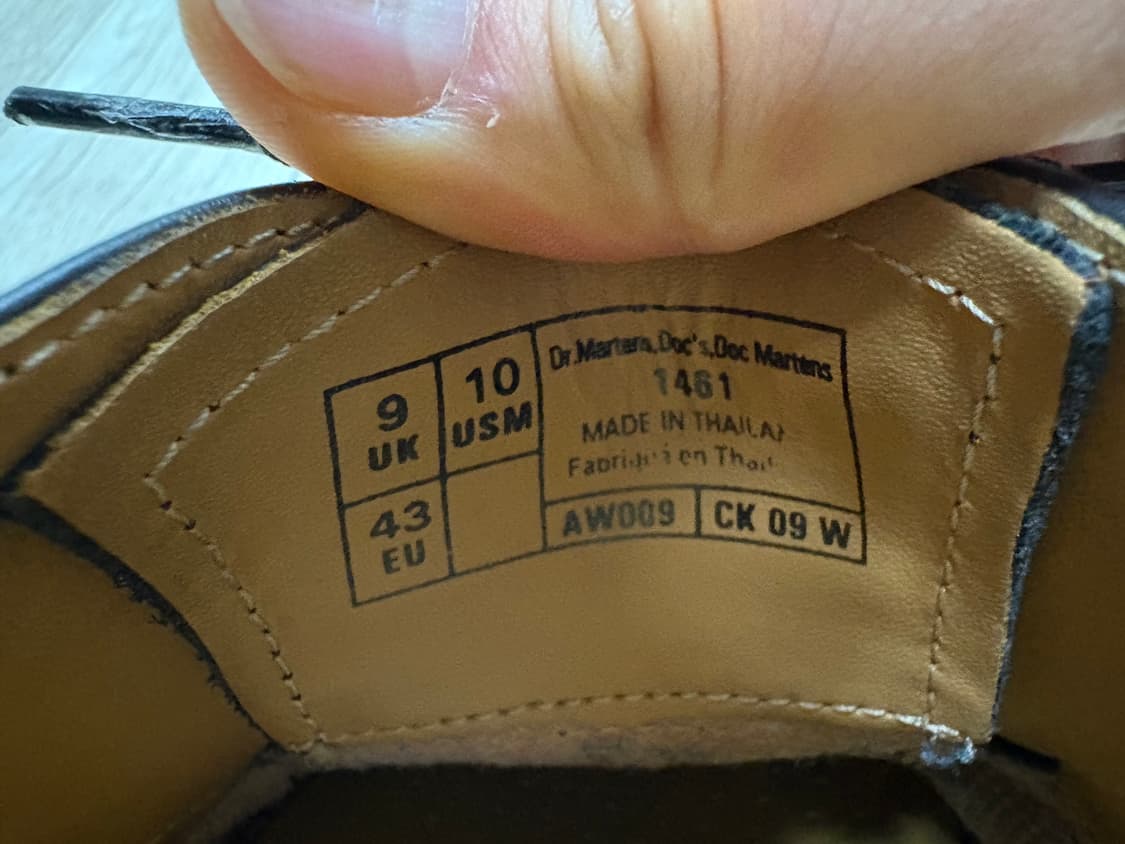 9
UK
10
USM
43
EU
Dr.Martens,Doc's,Doc Martens
1461
MADE IN THAILA
en
AW009
CK 09 W